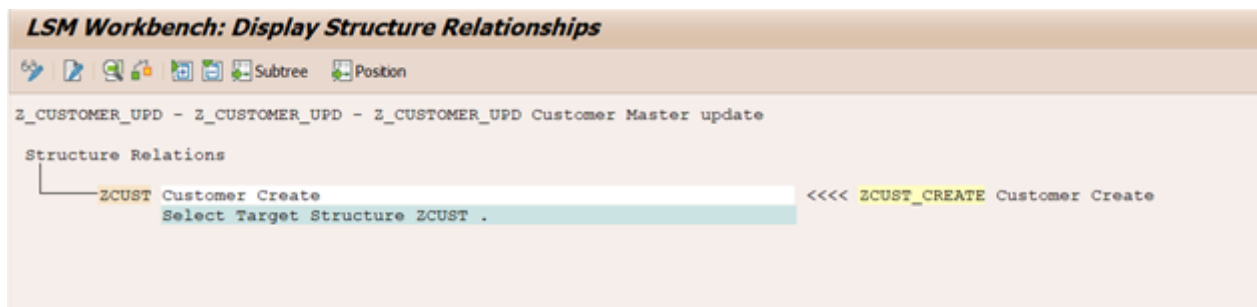 LSM Workbench: Display Structure Relationships
Subtree Position
Z_CUSTOMER_UPD - Z_CUSTOMER_UPD - Z_CUSTOMER_UPD Customer Master update
Structure Relations
ZCUST Customer Create <<<< ZCUST_CREATE Customer Create
Select Target Structure ZCUST .